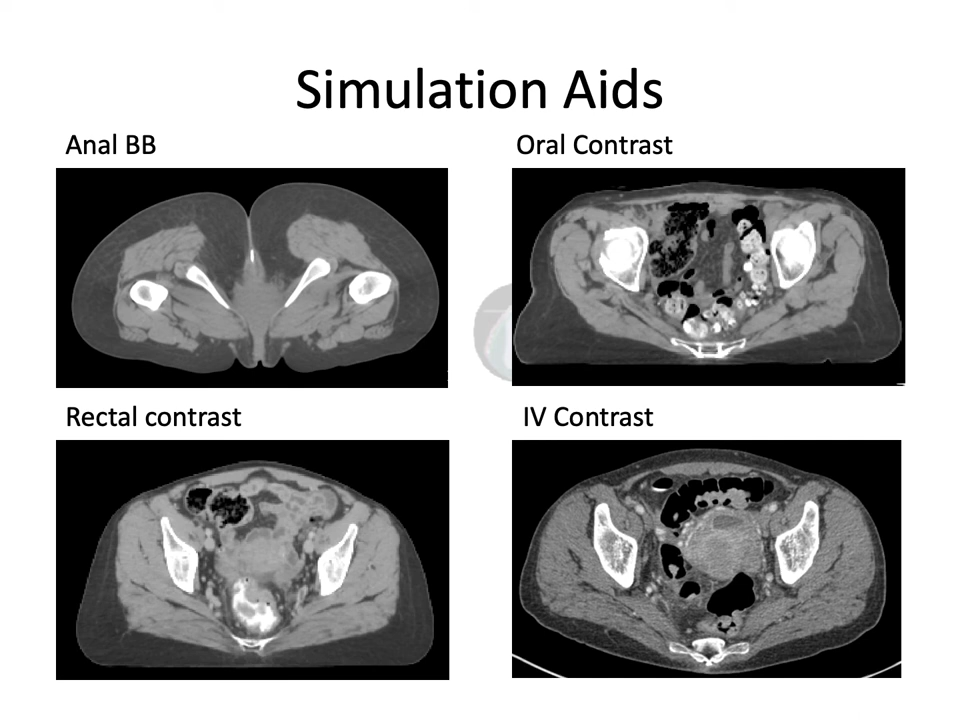 Simulation Aids
Anal BB
Oral Contrast
Rectal contrast
IV Contrast